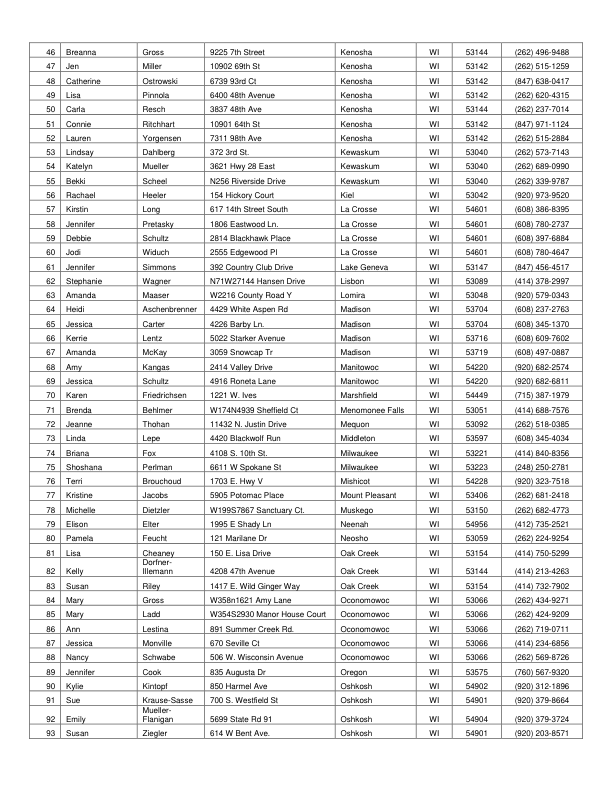 46 Breanna Gross 9225 7th Street Kenosha WI 53144 (262) 496-9488
47 Jen Miller 10902 69th St Kenosha WI 53142 (262) 515-1259
48 Catherine Ostrowski 6739 93rd Ct Kenosha WI 53142 (847) 638-0417
49 Lisa Pinnola 6400 48th Avenue Kenosha WI 53142 (262) 620-4315
50 Carla Resch 3837 48th Ave Kenosha WI 53144 (262) 237-7014
51 Connie Ritchhart 10901 64th St Kenosha WI 53142 (847) 971-1124
52 Lauren Yorgensen 7311 98th Ave Kenosha WI 53142 (262) 515-2884
53 Lindsay Dahlberg 372 3rd St. Kewaskum WI 53040 (262) 573-7143
54 Katelyn Mueller 3621 Hwy 28 East Kewaskum WI 53040 (262) 689-0990
55 Bekki Scheel N256 Riverside Drive Kewaskum WI 53040 (262) 339-9787
56 Rachael Heeler 154 Hickory Court Kiel WI 53042 (920) 973-9520
57 Kirstin Long 617 14th Street South La Crosse WI 54601 (608) 386-8395
58 Jennifer Pretasky 1806 Eastwood Ln. La Crosse WI 54601 (608) 780-2737
59 Debbie Schultz 2814 Blackhawk Place La Crosse WI 54601 (608) 397-6884
60 Jodi Widuch 2555 Edgewood Pl La Crosse WI 54601 (608) 780-4647
61 Jennifer Simmons 392 Country Club Drive Lake Geneva WI 53147 (847) 456-4517
62 Stephanie Wagner N71W27144 Hansen Drive Lisbon WI 53089 (414) 378-2997
63 Amanda Maaser W2216 County Road Y Lomira WI 53048 (920) 579-0343
64 Heidi Aschenbrenner 4429 White Aspen Rd Madison WI 53704 (608) 237-2763
65 Jessica Carter 4226 Barby Ln. Madison WI 53704 (608) 345-1370
66 Kerrie Lentz 5022 Starker Avenue Madison WI 53716 (608) 609-7602
67 Amanda McKay 3059 Snowcap Tr Madison WI 53719 (608) 497-0887
68 Amy Kangas 2414 Valley Drive Manitowoc WI 54220 (920) 682-2574
69 Jessica Schultz 4916 Roneta Lane Manitowoc WI 54220 (920) 682-6811
70 Karen Friedrichsen 1221 W. Ives Marshfield WI 54449 (715) 387-1979
71 Brenda Behlmer W174N4939 Sheffield Ct Menomonee Falls WI 53051 (414) 688-7576
72 Jeanne Thohan 11432 N. Justin Drive Mequon WI 53092 (262) 518-0385
73 Linda Lepe 4420 Blackwolf Run Middleton WI 53597 (608) 345-4034
74 Briana Fox 4108 S. 10th St. Milwaukee WI 53221 (414) 840-8356
75 Shoshana Perlman 6611 W Spokane St Milwaukee WI 53223 (248) 250-2781
76 Terri Brouchoud 1703 E. Hwy V Mishicot WI 54228 (920) 323-7518
77 Kristine Jacobs 5905 Potomac Place Mount Pleasant WI 53406 (262) 681-2418
78 Michelle Dietzler W199S7867 Sanctuary Ct. Muskego WI 53150 (262) 682-4773
79 Elison Elter 1995 E Shady Ln Neenah WI 54956 (412) 735-2521
80 Pamela Feucht 121 Marilane Dr Neosho WI 53059 (262) 224-9254
81 Lisa Cheaney 150 E. Lisa Drive Oak Creek WI 53154 (414) 750-5299
Dorfner-
82 Kelly Illemann 4208 47th Avenue Oak Creek WI 53144 (414) 213-4263
83 Susan Riley 1417 E. Wild Ginger Way Oak Creek WI 53154 (414) 732-7902
84 Mary Gross W358n1621 Amy Lane Oconomowoc WI 53066 (262) 434-9271
85 Mary Ladd W354S2930 Manor House Court Oconomowoc WI 53066 (262) 424-9209
86 Ann Lestina 891 Summer Creek Rd. Oconomowoc WI 53066 (262) 719-0711
87 Jessica Monville 670 Seville Ct Oconomowoc WI 53066 (414) 234-6856
88 Nancy Schwabe 506 W. Wisconsin Avenue Oconomowoc WI 53066 (262) 569-8726
89 Jennifer Cook 835 Augusta Dr Oregon WI 53575 (760) 567-9320
90 Kylie Kintopf 850 Harmel Ave Oshkosh WI 54902 (920) 312-1896
91 Sue Krause-Sasse 700 S. Westfield St Oshkosh WI 54901 (920) 379-8664
Mueller-
92 Emily Flanigan 5699 State Rd 91 Oshkosh WI 54904 (920) 379-3724
93 Susan Ziegler 614 W Bent Ave. Oshkosh WI 54901 (920) 203-8571